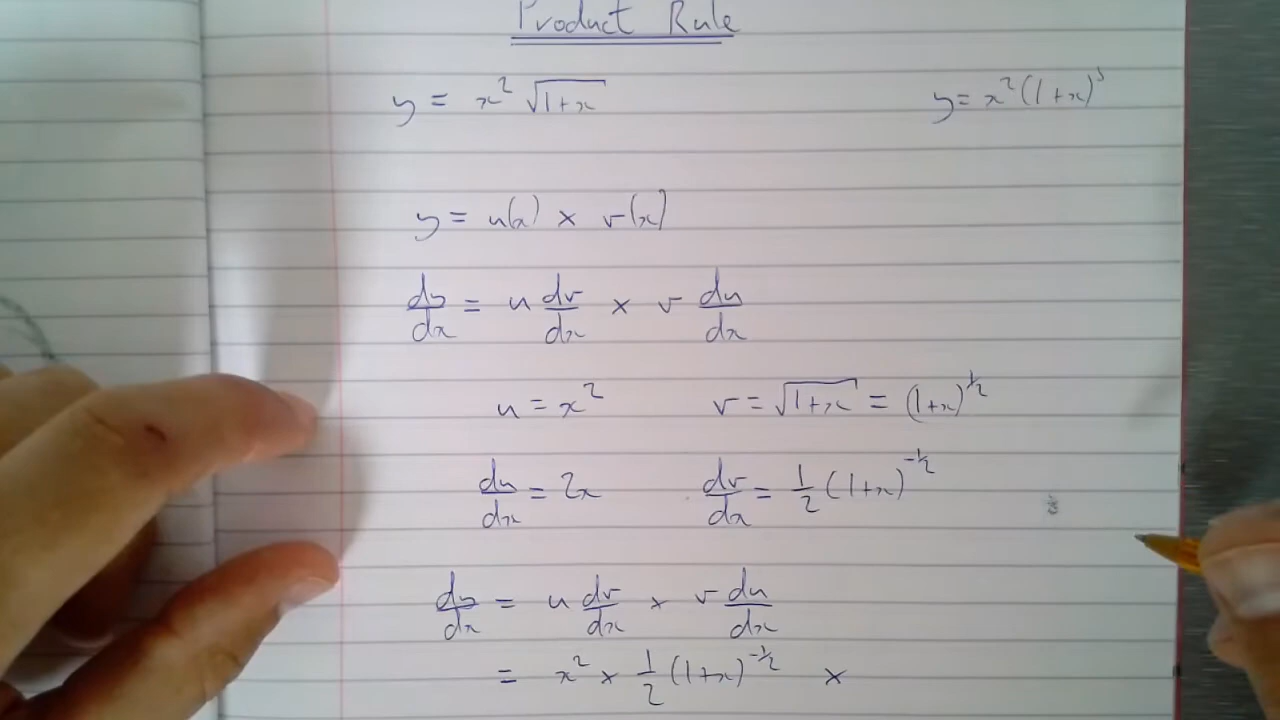 Product Rule
y = x² √(1+x) y = x²(1+x)³
y = u(x) × v(x)
dy/dx = u dv/dx × v du/dx
u = x² v = √(1+x) = (1+x)^½
du/dx = 2x dv/dx = 1/2 (1+x)^-½
dy/dx = u dv/dx × v du/dx
= x² × 1/2 (1+x)^-½ ×